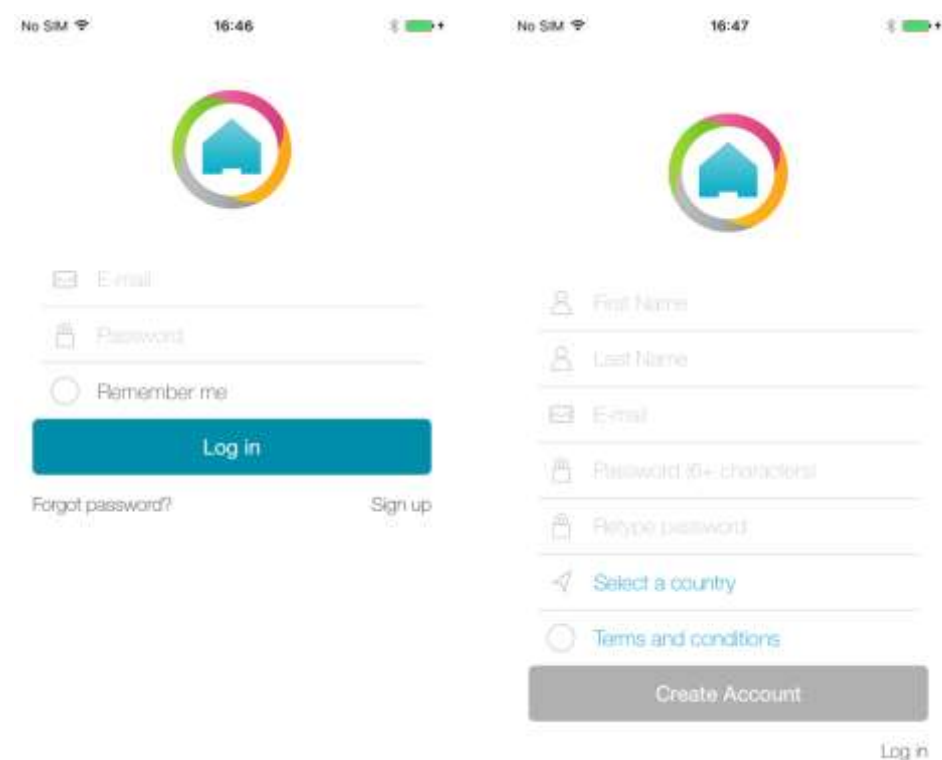 No SIM 16:46
E-mail
Password
Remember me
Log in
Forgot password? Sign up
No SIM 16:47
First Name
Last Name
E-mail
Password (6+ characters)
Retype password
Select a country
Terms and conditions
Create Account
Log in